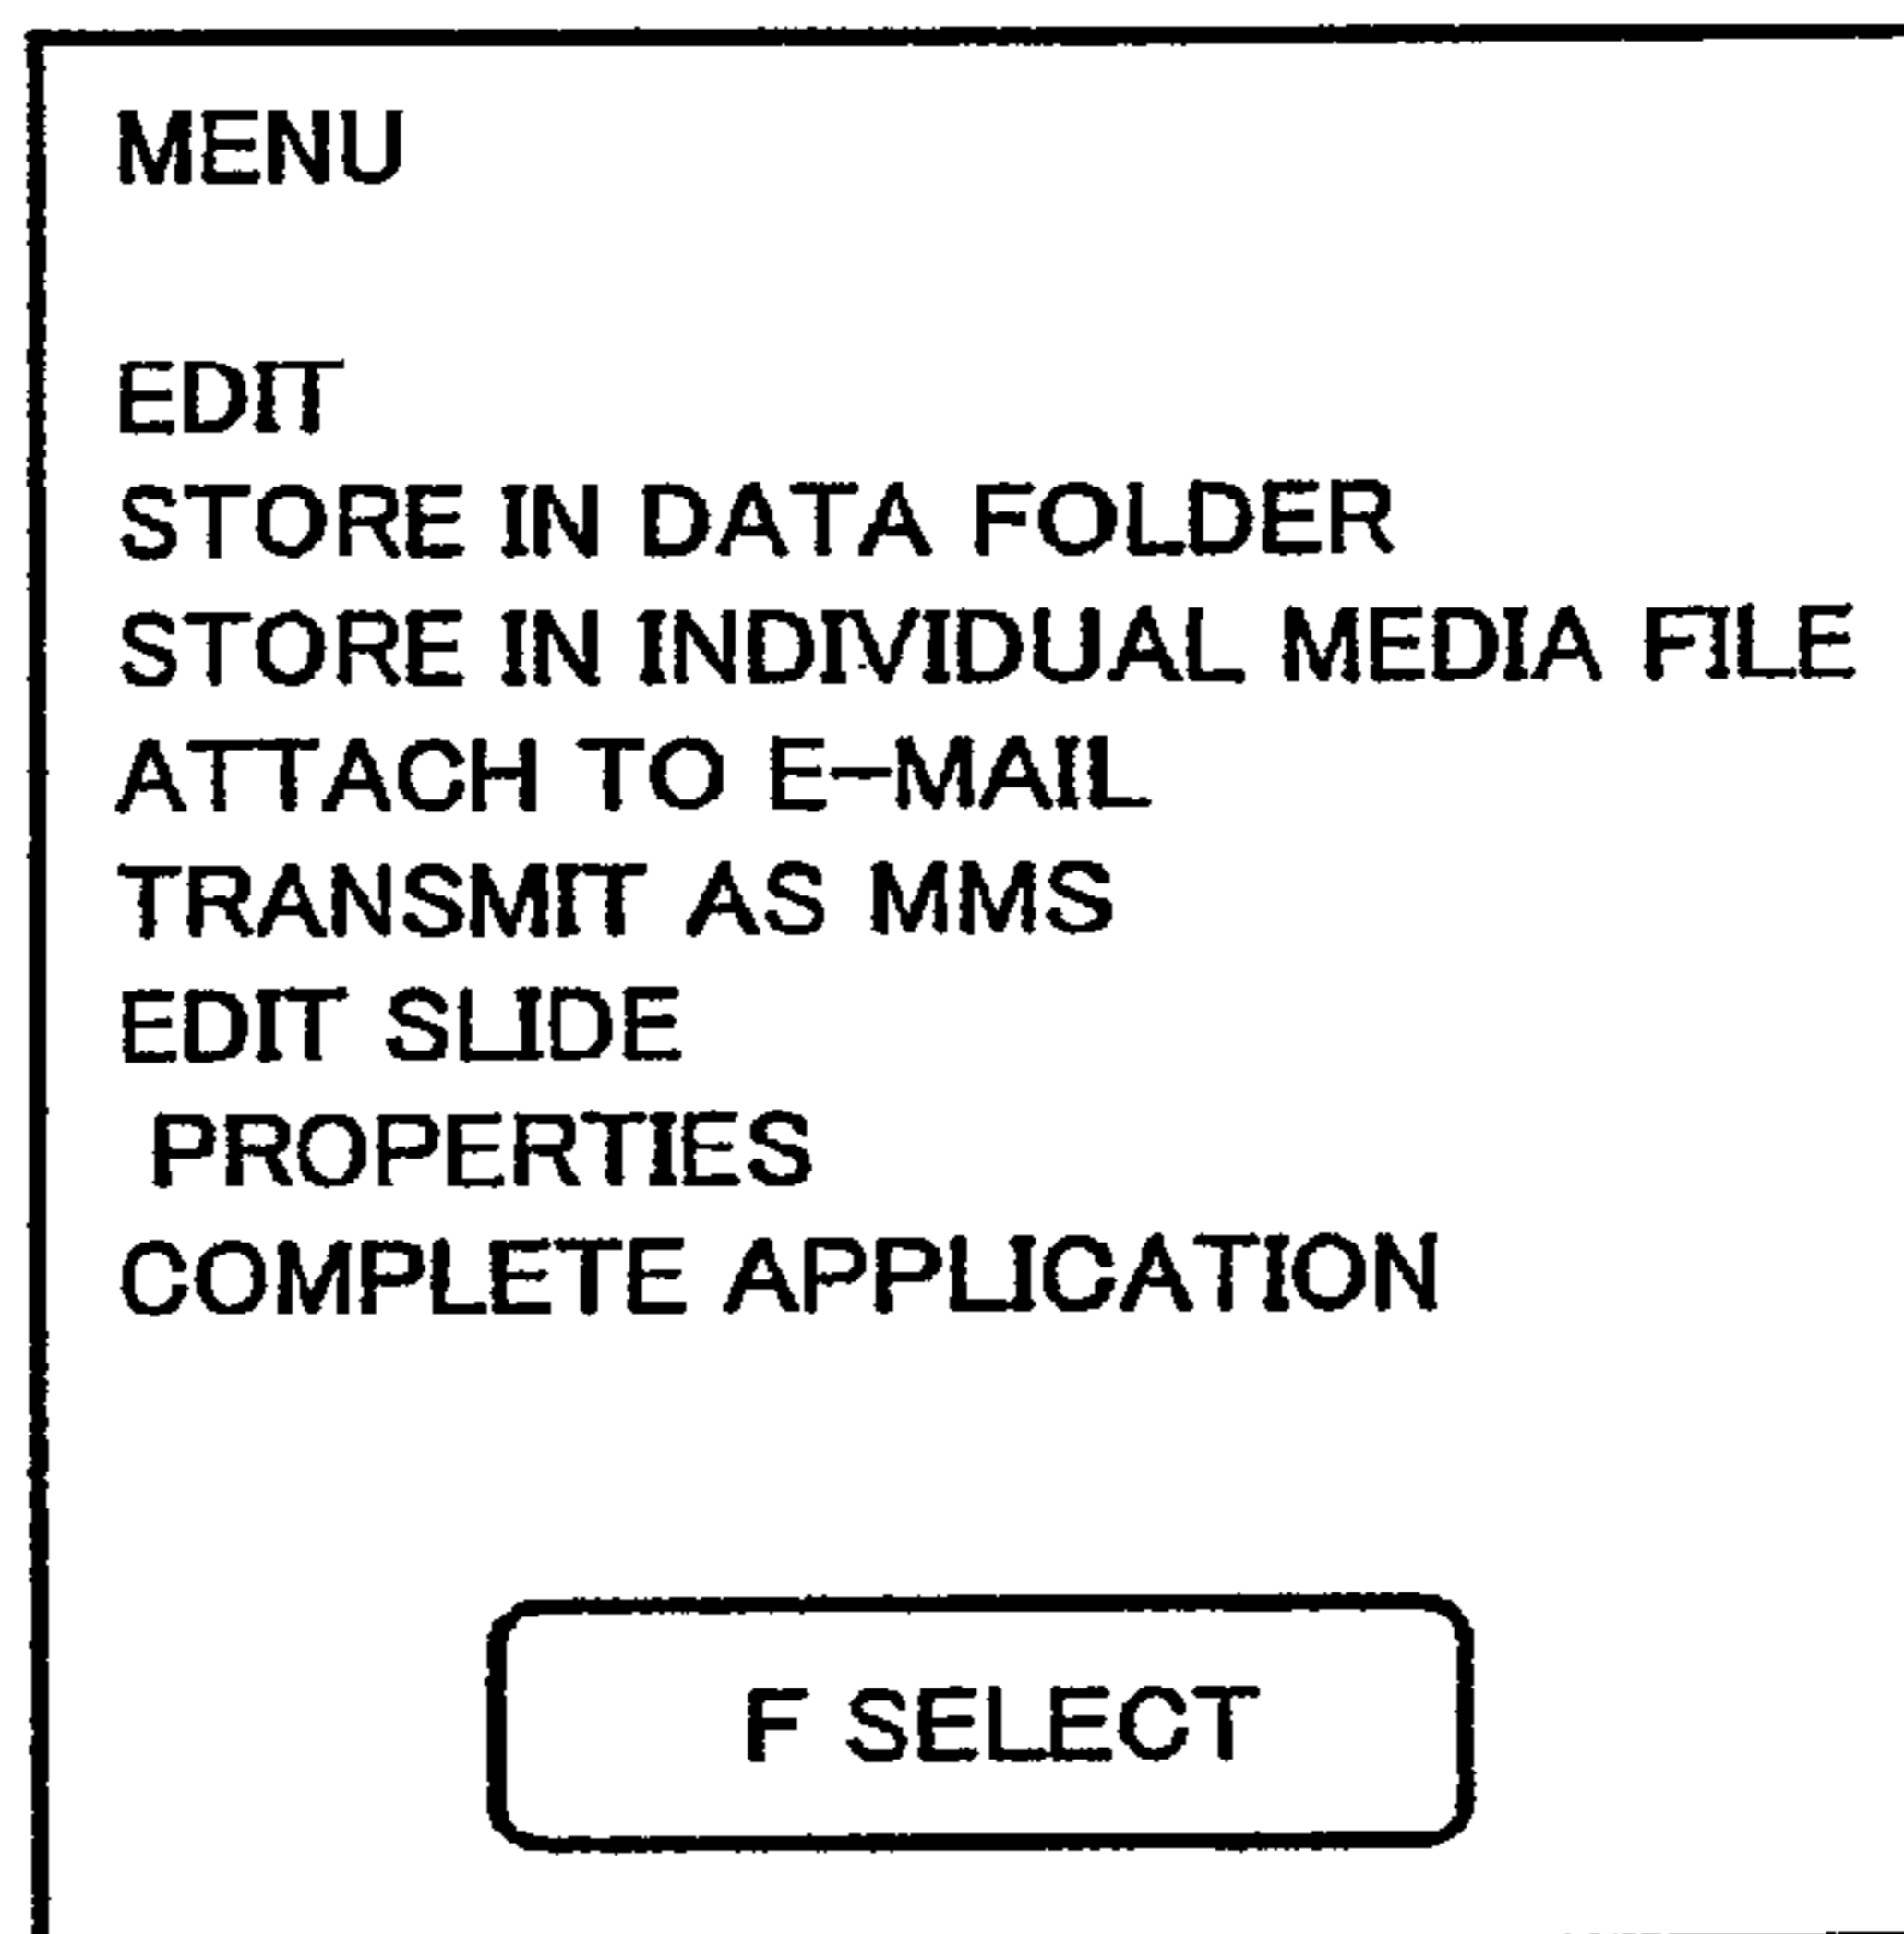 MENU
EDIT
STORE IN DATA FOLDER
STORE IN INDIVIDUAL MEDIA FILE
ATTACH TO E-MAIL
TRANSMIT AS MMS
EDIT SLIDE
PROPERTIES
COMPLETE APPLICATION
F SELECT